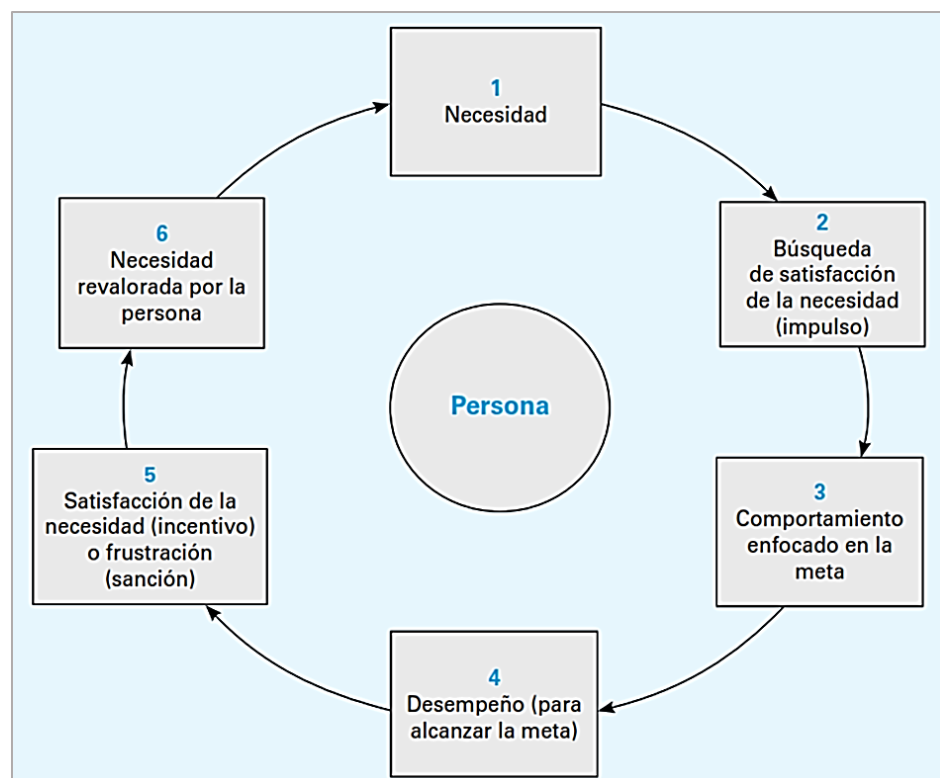 1
Necesidad
2
Búsqueda
de satisfacción
de la necesidad
(impulso)
3
Comportamiento
enfocado en la
meta
4
Desempeño (para
alcanzar la meta)
5
Satisfacción de la
necesidad (incentivo)
o frustración
(sanción)
6
Necesidad
revalorada por la
persona
Persona